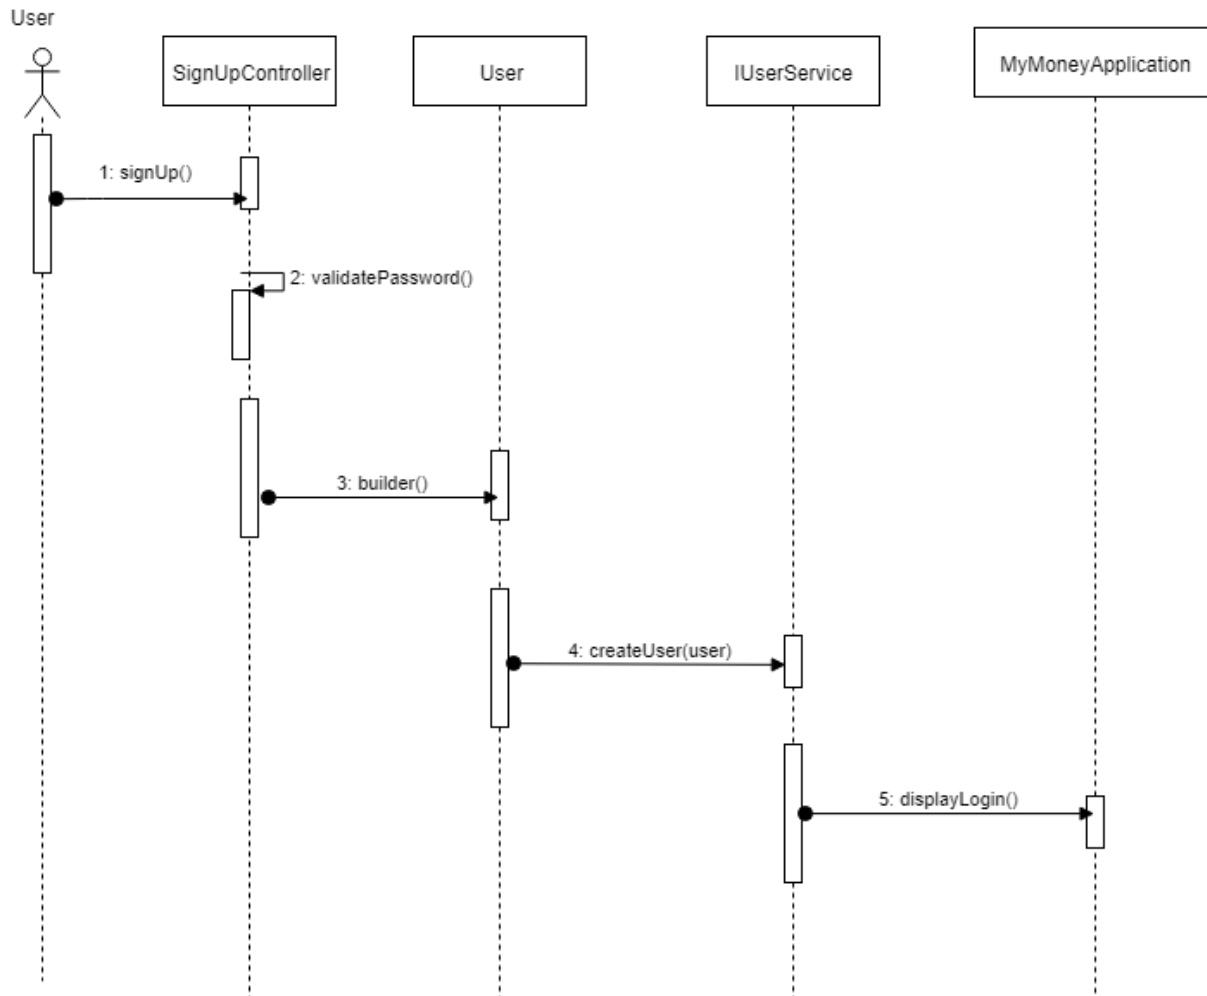 User
SignUpController
User
IUserService
MyMoneyApplication
1: signUp()
2: validatePassword()
3: builder()
4: createUser(user)
5: displayLogin()